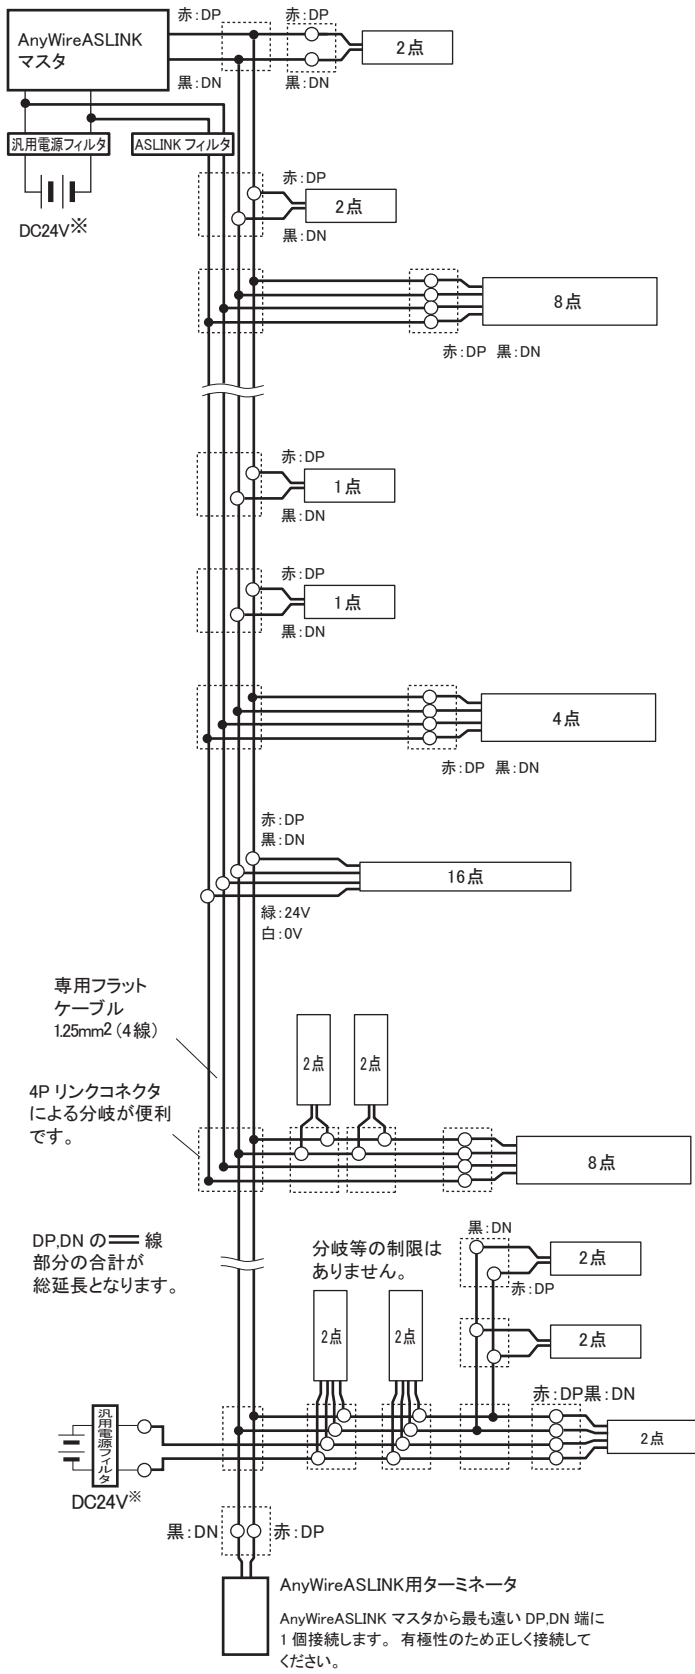 赤:DP
赤:DP
AnyWireASLINK
マスタ
2点
黒:DN
黒:DN
汎用電源フィルタ
ASLINK フィルタ
DC24V※
赤:DP
2点
黒:DN
8点
赤:DP 黒:DN
赤:DP
1点
黒:DN
赤:DP
1点
黒:DN
4点
赤:DP 黒:DN
赤:DP
黒:DN
16点
緑:24V
白:0V
専用フラット
ケーブル
1.25mm2 (4線)
2点
2点
4P リンクコネクタ
による分岐が便利
です。
8点
DP,DN の 線
部分の合計が
総延長となります。
分岐等の制限は
ありません。
黒:DN
2点
赤:DP
2点
2点
2点
赤:DP黒:DN
2点
汎用電源フィルタ
DC24V※
黒:DN
赤:DP
AnyWireASLINK用ターミネータ
AnyWireASLINK マスタから最も遠い DP,DN 端に
1 個接続します。 有極性のため正しく接続して
ください。